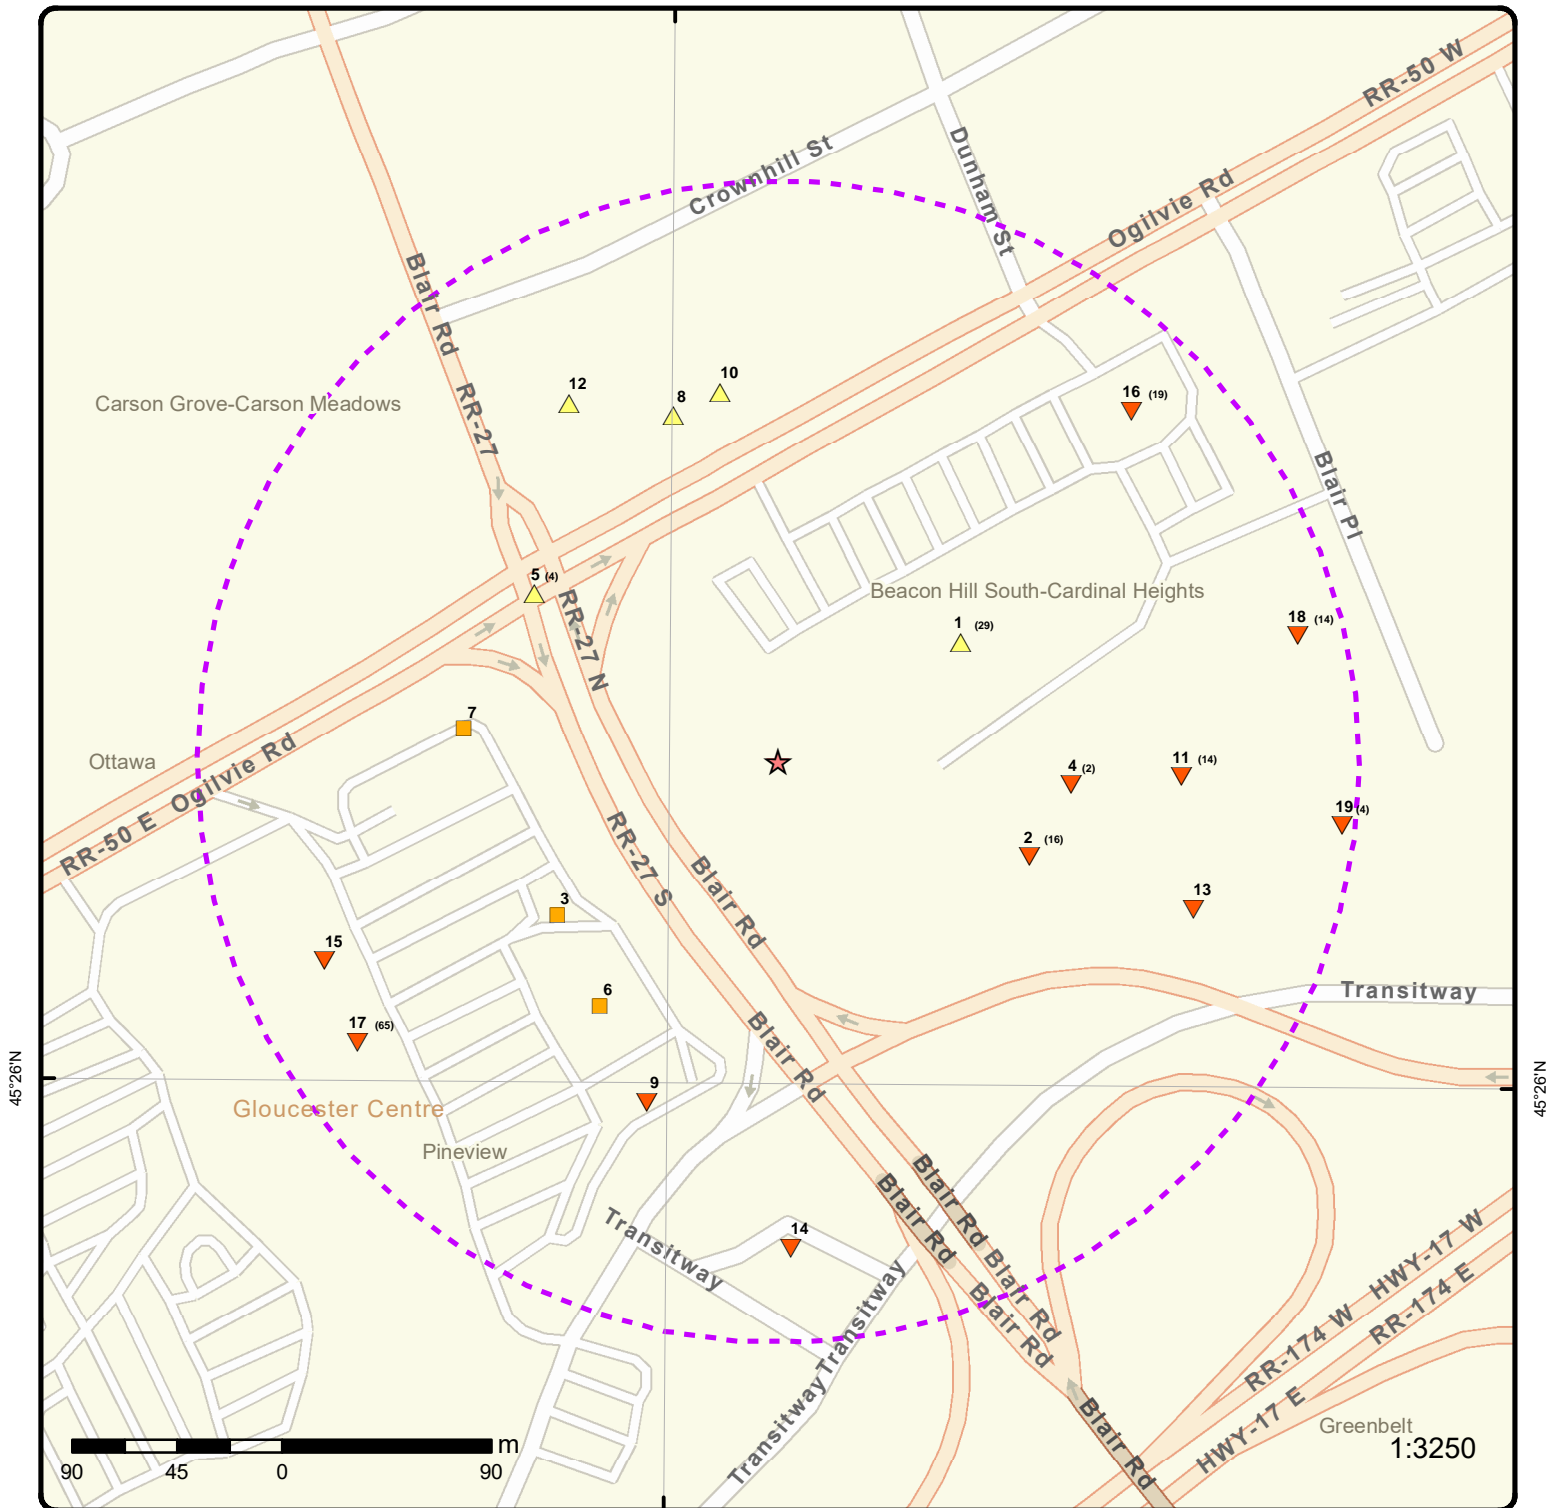 RR-50 W
Crownhill St
Dunham St
Ogilvie Rd
Blair Rd
RR-27
12
8
10
16 (19)
Carson Grove-Carson Meadows
Blair Pl
5 (4)
RR-27 N
Beacon Hill South-Cardinal Heights
1 (29)
18 (14)
7
Ottawa
Ogilvie Rd
RR-50 E
4 (2)
11 (14)
19 (4)
2 (16)
RR-27 S
Blair Rd
3
13
15
6
Transitway
17 (65)
Blair Rd
9
45°26'N
45°26'N
Gloucester Centre
Pineview
Blair Rd
Blair Rd
Transitway
14
Blair Rd
Blair Rd
Transitway
Transitway
HWY-17 W
RR-174 E
RR-174 W
HWY-17 E
Blair Rd
Greenbelt
1:3250
m
90 45 0 90